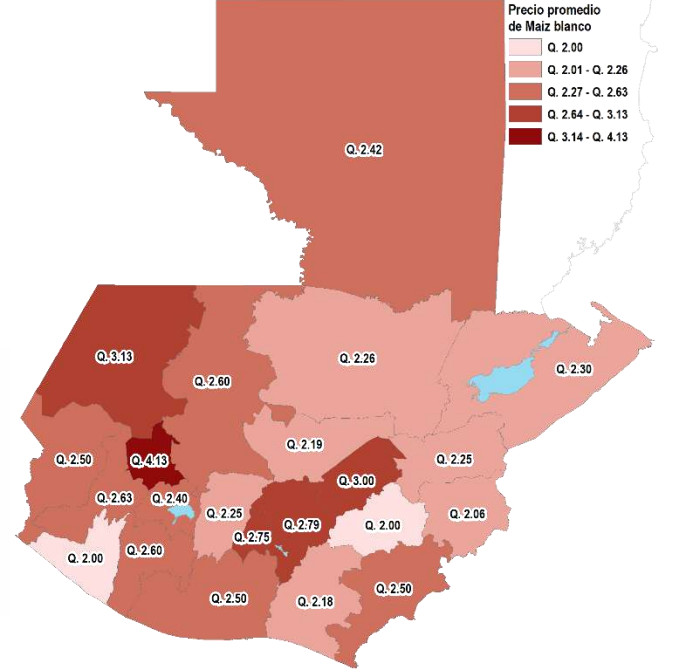 Precio promedio
de Maiz blanco
Q. 2.00
Q. 2.01 - Q. 2.26
Q. 2.27 - Q. 2.63
Q. 2.64 - Q. 3.13
Q. 3.14 - Q. 4.13
Q. 2.42
Q. 3.13
Q. 2.26
Q. 2.30
Q. 2.60
Q. 2.19
Q. 2.50
Q. 4.13
Q. 2.25
Q. 3.00
Q. 2.63
Q. 2.40
Q. 2.25
Q. 2.06
Q. 2.79
Q. 2.00
Q. 2.75
Q. 2.60
Q. 2.00
Q. 2.50
Q. 2.50
Q. 2.18